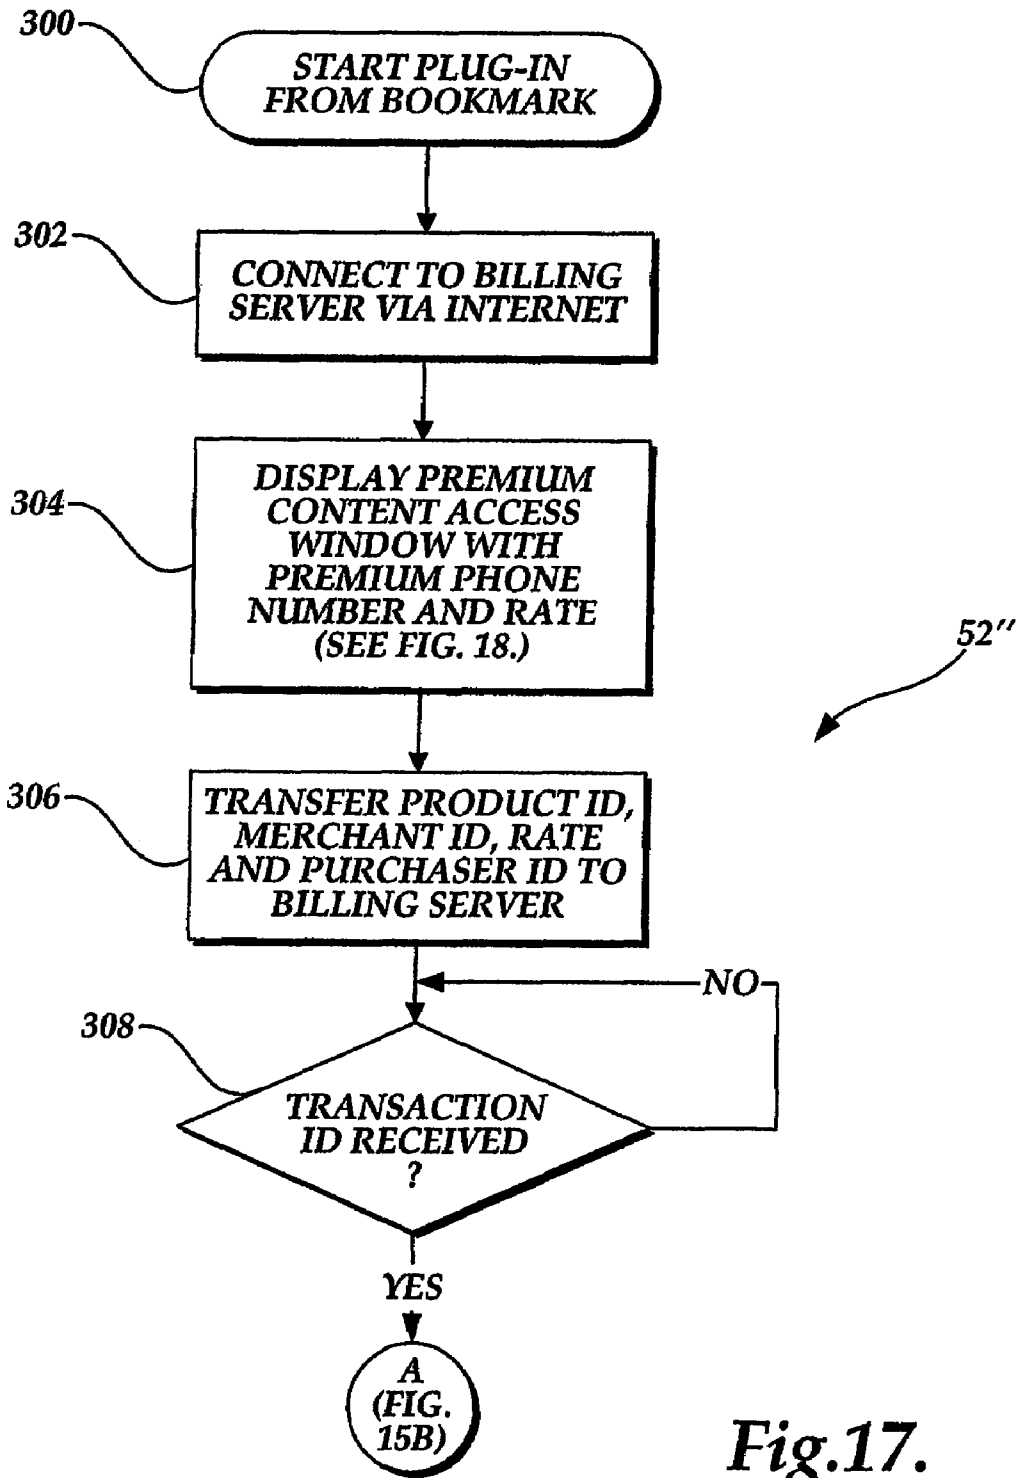 300
START PLUG-IN
FROM BOOKMARK
302
CONNECT TO BILLING
SERVER VIA INTERNET
304
DISPLAY PREMIUM
CONTENT ACCESS
WINDOW WITH
PREMIUM PHONE
NUMBER AND RATE
(SEE FIG. 18.)
52"
306
TRANSFER PRODUCT ID,
MERCHANT ID, RATE
AND PURCHASER ID TO
BILLING SERVER
NO
308
TRANSACTION
ID RECEIVED
?
YES
A
(FIG.
15B)
Fig.17.